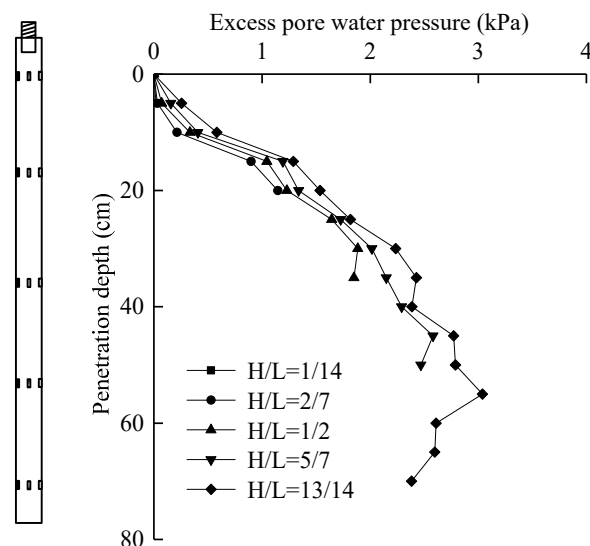 Excess pore water pressure (kPa)
0 1 2 3 4
0
20
40
60
80
Penetration depth (cm)
H/L=1/14
H/L=2/7
H/L=1/2
H/L=5/7
H/L=13/14